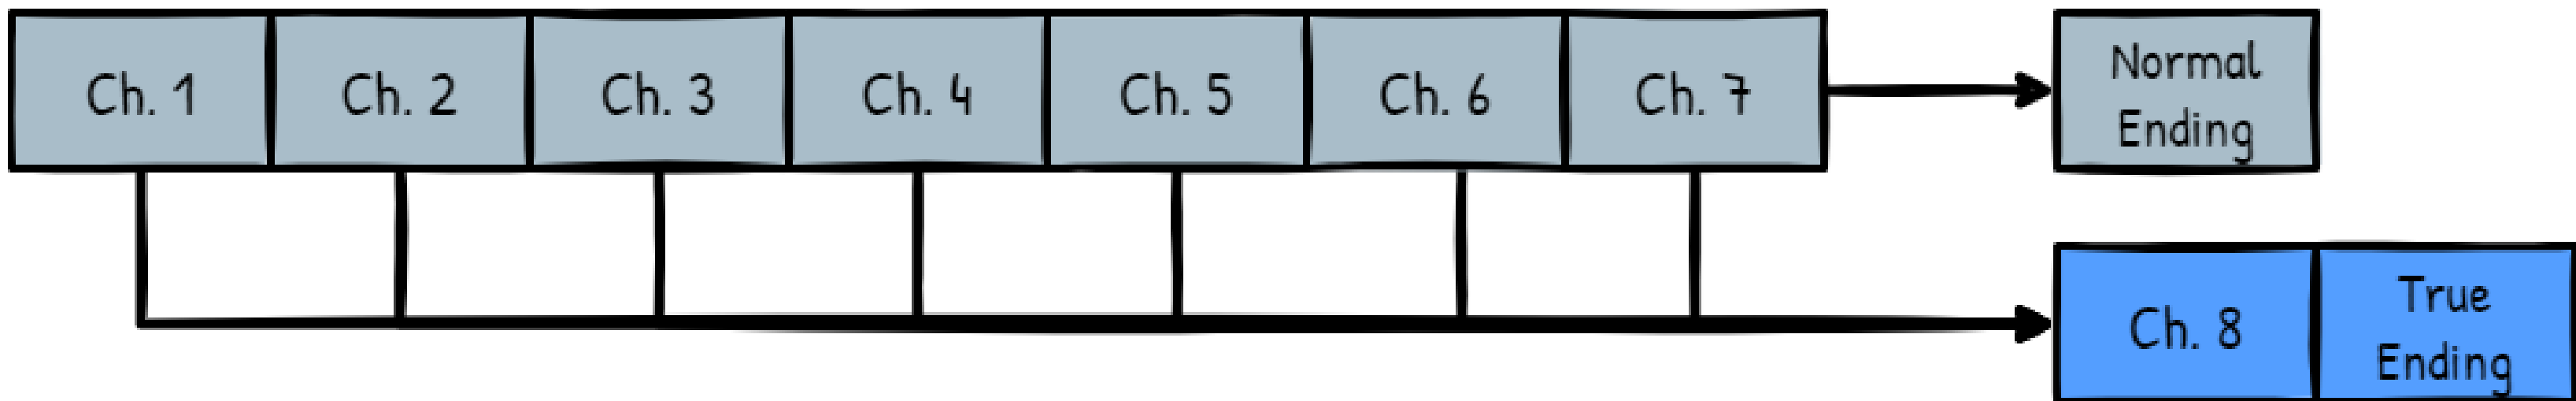 Ch. 1
Ch. 2
Ch. 3
Ch. 4
Ch. 5
Ch. 6
Ch. 7
Normal
Ending
Ch. 8
True
Ending